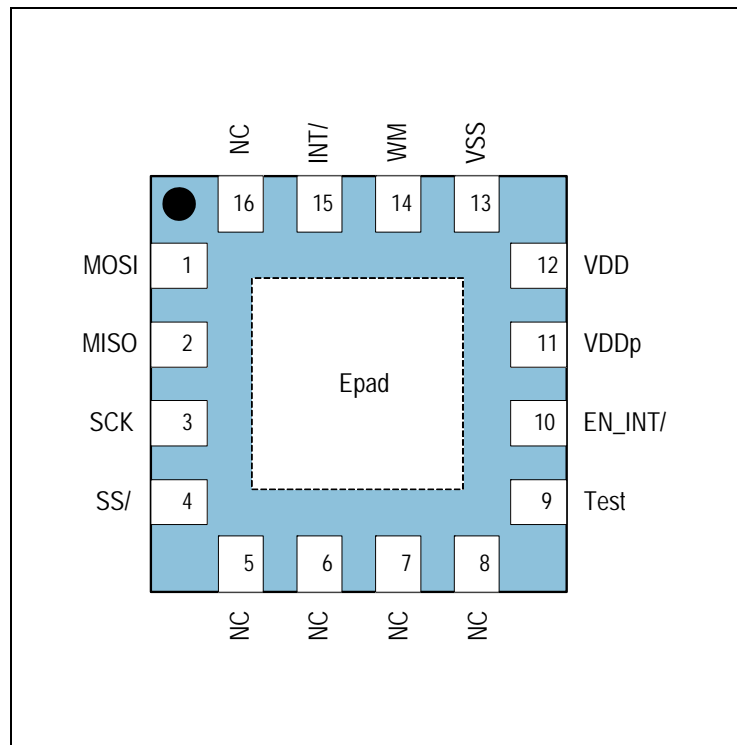 NC
INT/
WM
VSS
16
15
14
13
MOSI 1
12 VDD
MISO 2
11 VDDp
Epad
SCK 3
10 EN_INT/
SS/ 4
9 Test
5
6
7
8
NC
NC
NC
NC